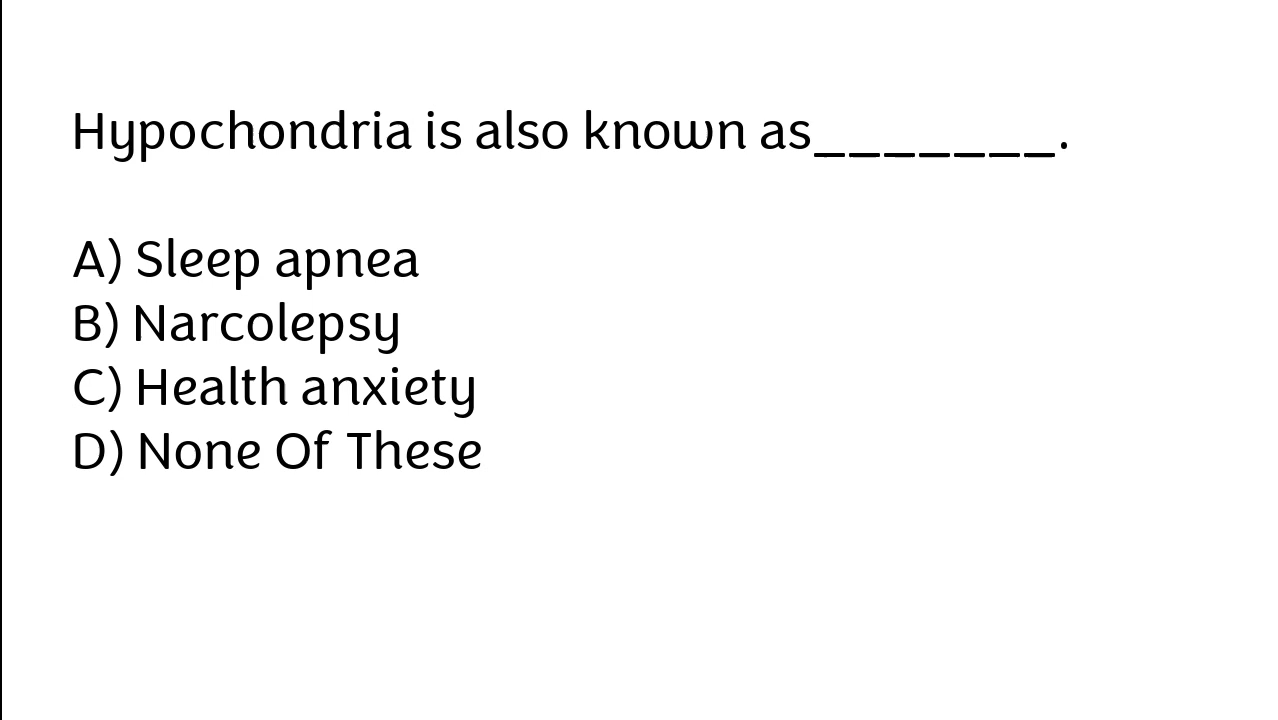 Hypochondria is also known as_______.
A) Sleep apnea
B) Narcolepsy
C) Health anxiety
D) None Of These